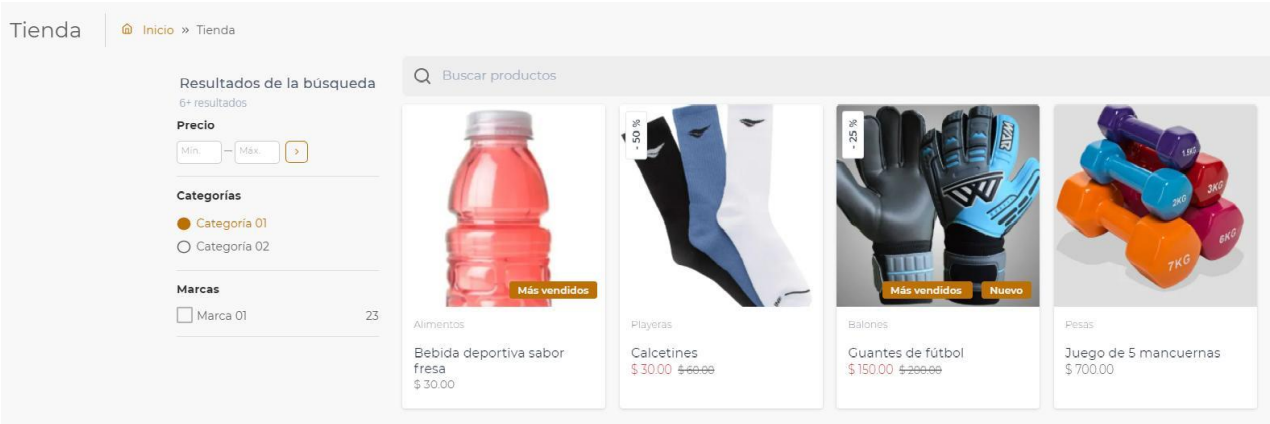 Tienda
Inicio » Tienda
Resultados de la búsqueda
6+ resultados
Precio
Mín. — Máx. >
Categorías
Categoría 01
Categoría 02
Marcas
Marca 01 23
Buscar productos
Más vendidos
Alimentos
Bebida deportiva sabor
fresa
$ 30.00
- 50 %
Playeras
Calcetines
$ 30.00 $ 60.00
- 25 %
Más vendidos Nuevo
Balones
Guantes de fútbol
$ 150.00 $ 200.00
1.5KG
2KG
3KG
6KG
7KG
Pesas
Juego de 5 mancuernas
$ 700.00